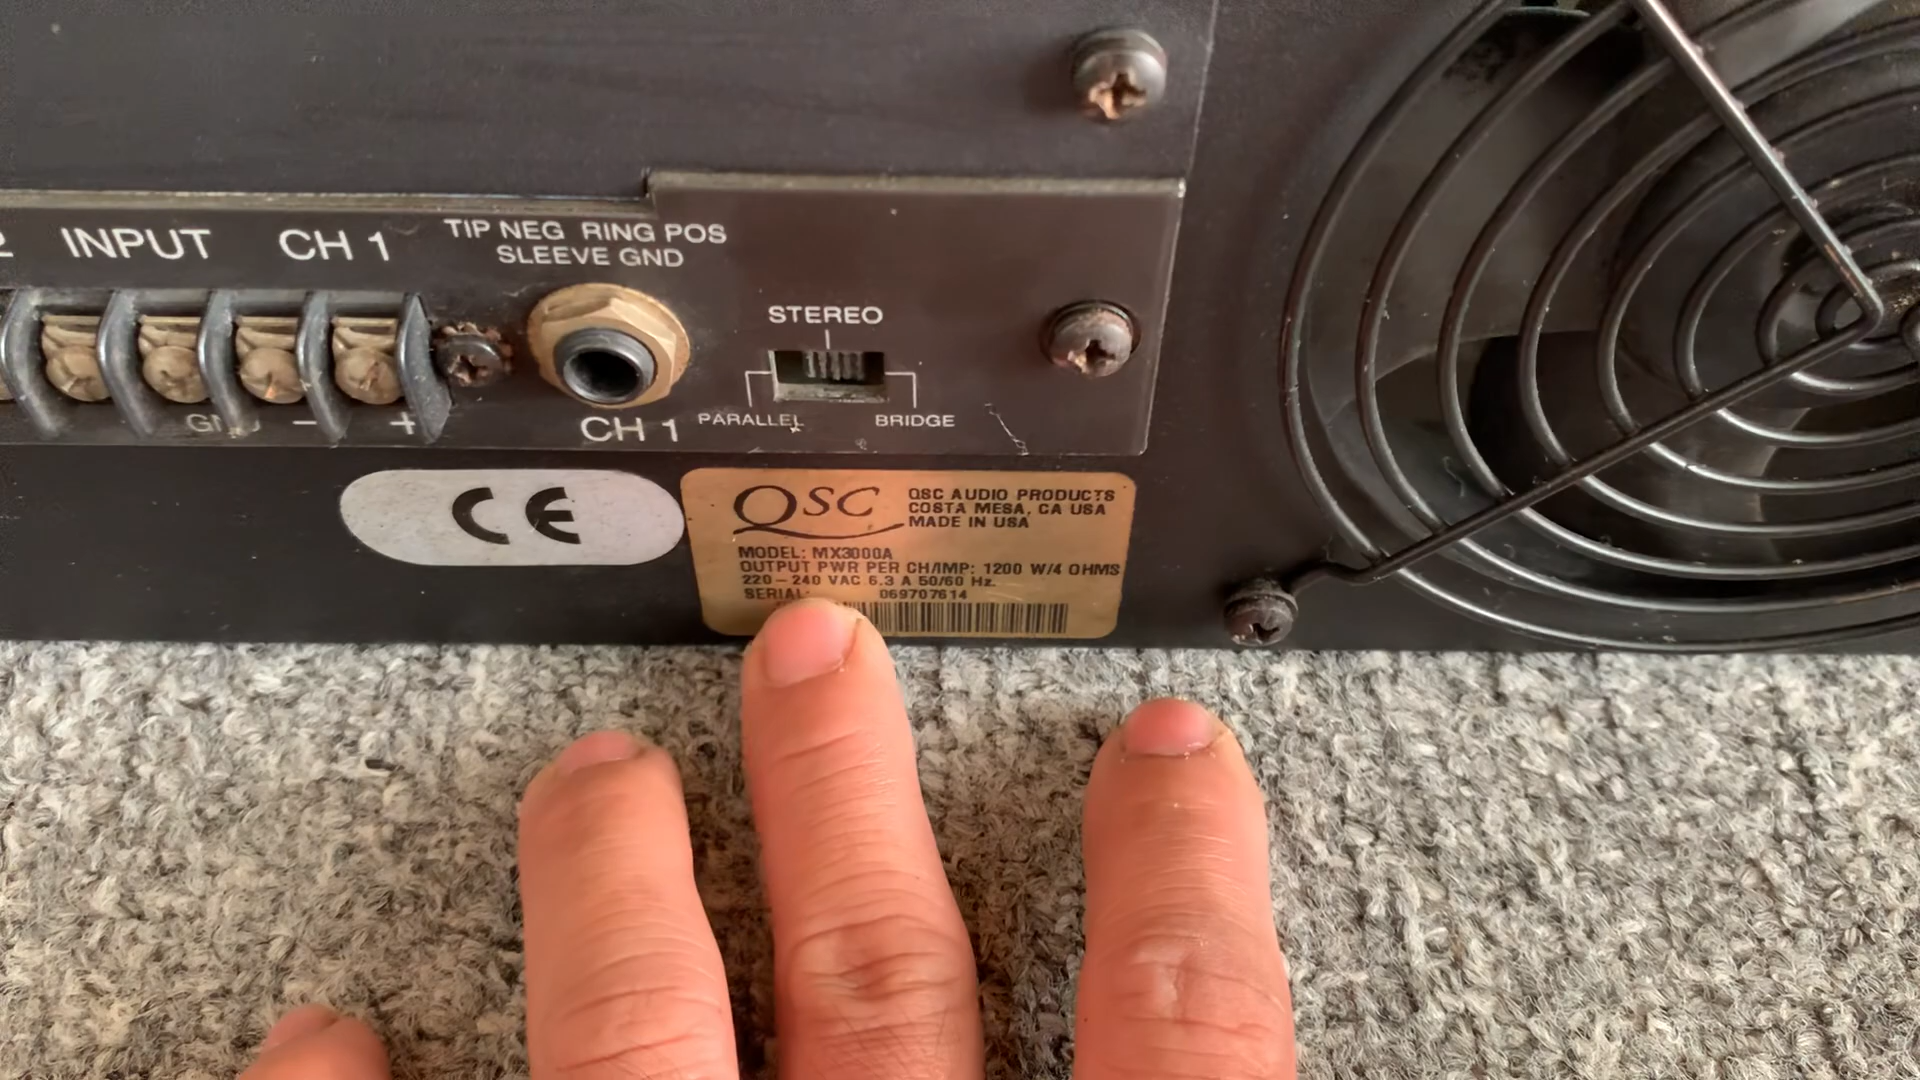 INPUT CH 1
TIP NEG RING POS
SLEEVE GND
STEREO
PARALLEL BRIDGE
GND - +
CH 1
CE
QSC
QSC AUDIO PRODUCTS
COSTA MESA, CA USA
MADE IN USA
MODEL: MX3000A
OUTPUT PWR PER CH/IMP: 1200 W/4 OHMS
220-240 VAC 6.3 A 50/60 Hz.
SERIAL: 069707614